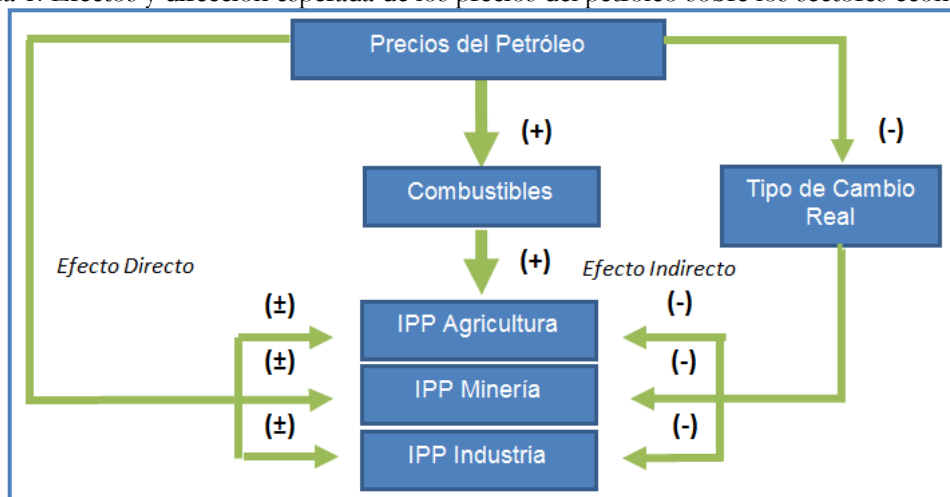 Precios del Petróleo
(+)
(-)
Combustibles
Tipo de Cambio
Real
Efecto Directo
(+)
Efecto Indirecto
(±)
IPP Agricultura
(-)
(±)
IPP Minería
(-)
(±)
IPP Industria
(-)